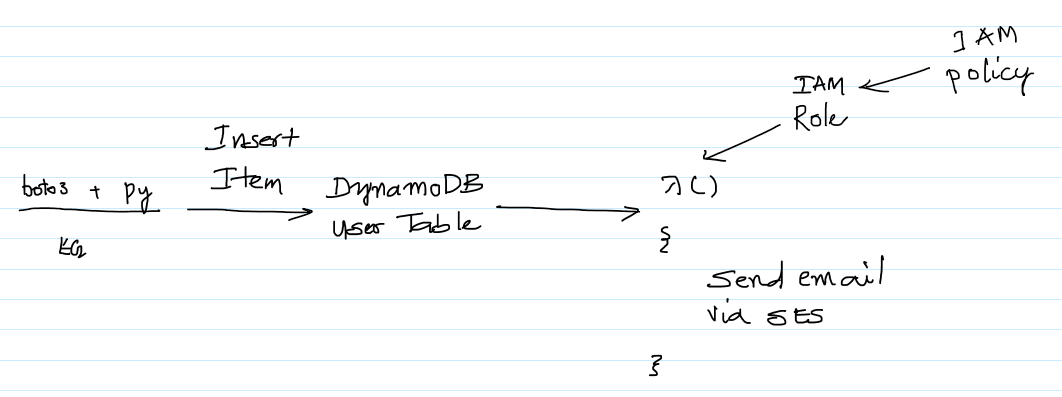 IAM
policy
IAM
Role
Insert
Item
boto3 + py
EC2
DynamoDB
User Table
λ()
{
Send email
via SES
}